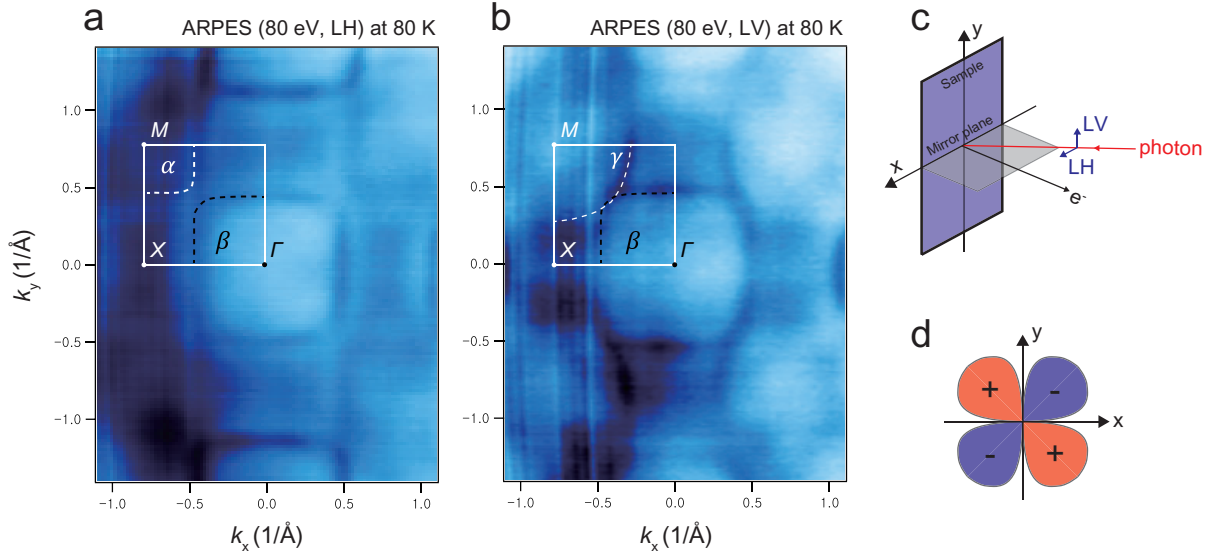 a
ARPES (80 eV, LH) at 80 K
1.0
0.5
0.0
−0.5
−1.0
k_y (1/Å)
M
α
β
X
Γ
−1.0
−0.5
0.0
0.5
1.0
k_x (1/Å)
b
ARPES (80 eV, LV) at 80 K
1.0
0.5
0.0
−0.5
−1.0
M
γ
β
X
Γ
−1.0
−0.5
0.0
0.5
1.0
k_x (1/Å)
c
y
Sample
Mirror plane
LV
photon
LH
x
e-
d
y
+
-
x
-
+